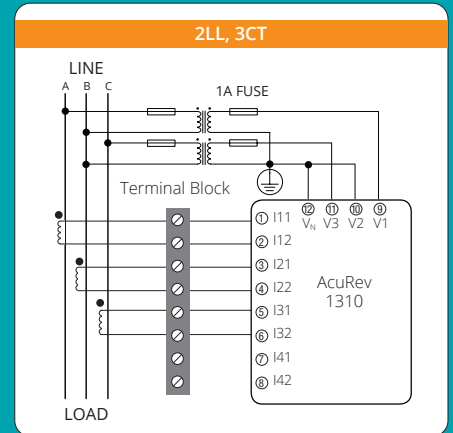 2LL, 3CT
LINE
A B C
1A FUSE
Terminal Block
⑫ ⑪ ⑩ ⑨
VN V3 V2 V1
① I11
② I12
③ I21
④ I22
⑤ I31
⑥ I32
⑦ I41
⑧ I42
AcuRev
1310
LOAD